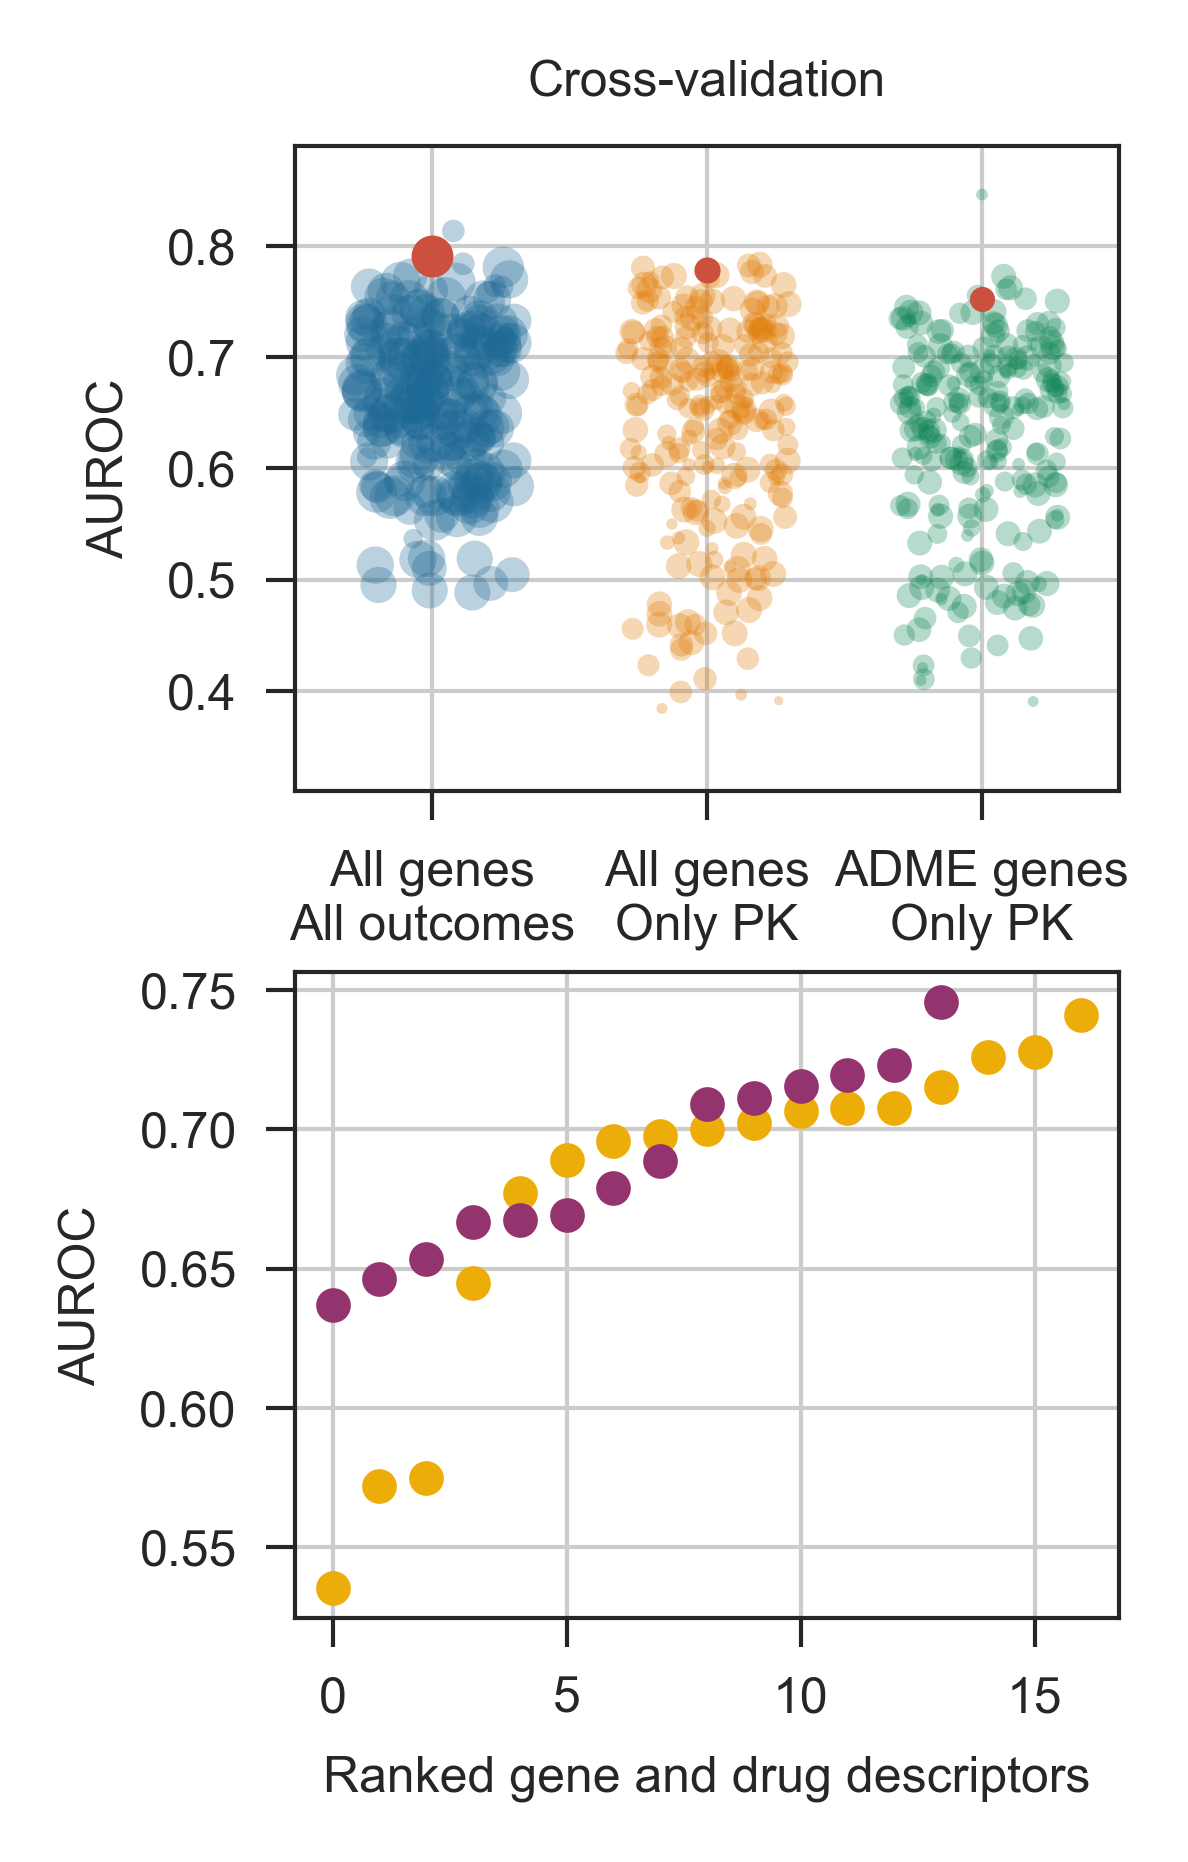 Cross-validation
0.8
0.7
0.6
0.5
0.4
AUROC
All genes
All outcomes
All genes
Only PK
ADME genes
Only PK
0.75
0.70
0.65
0.60
0.55
AUROC
0 5 10 15
Ranked gene and drug descriptors